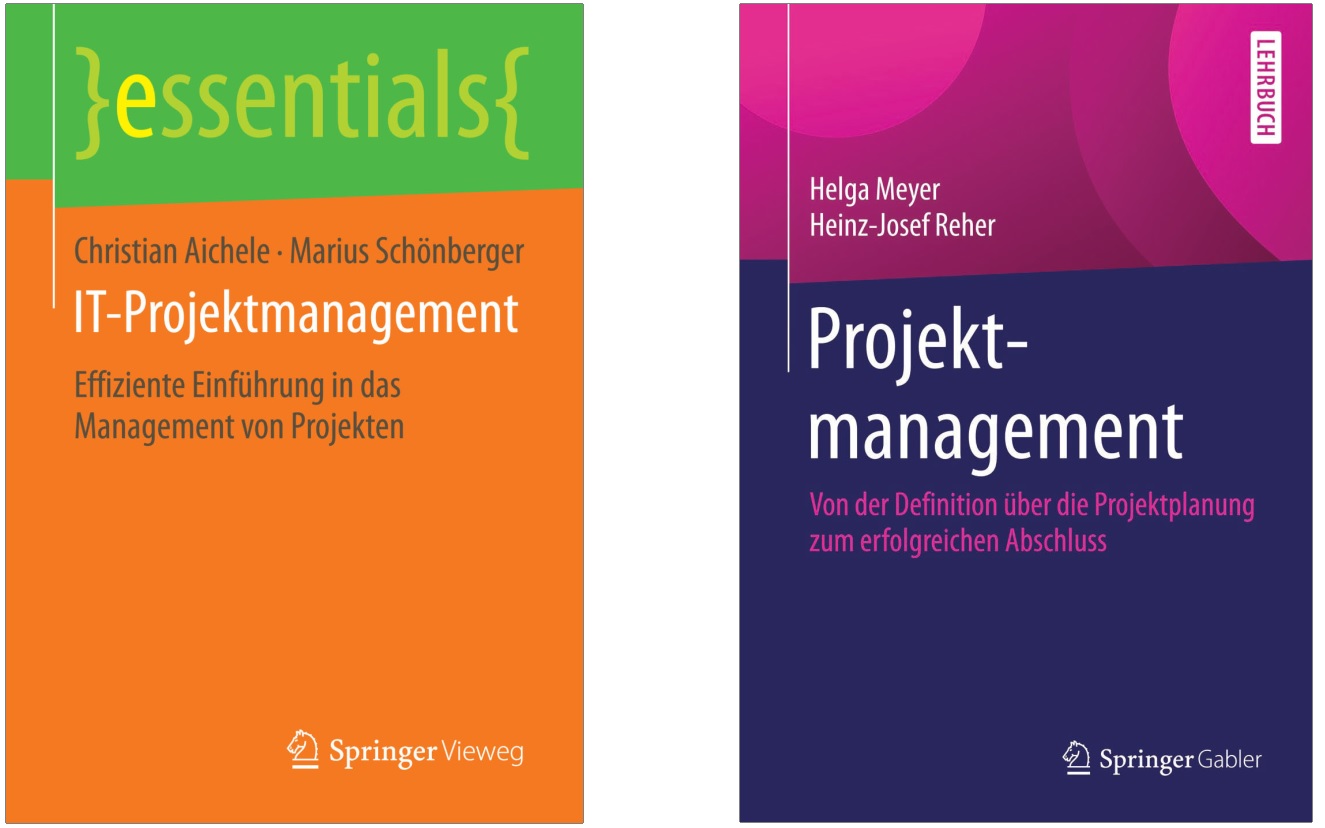 }essentials{
Christian Aichele · Marius Schönberger
IT-Projektmanagement
Effiziente Einführung in das
Management von Projekten
Springer Vieweg
LEHRBUCH
Helga Meyer
Heinz-Josef Reher
Projekt-
management
Von der Definition über die Projektplanung
zum erfolgreichen Abschluss
Springer Gabler